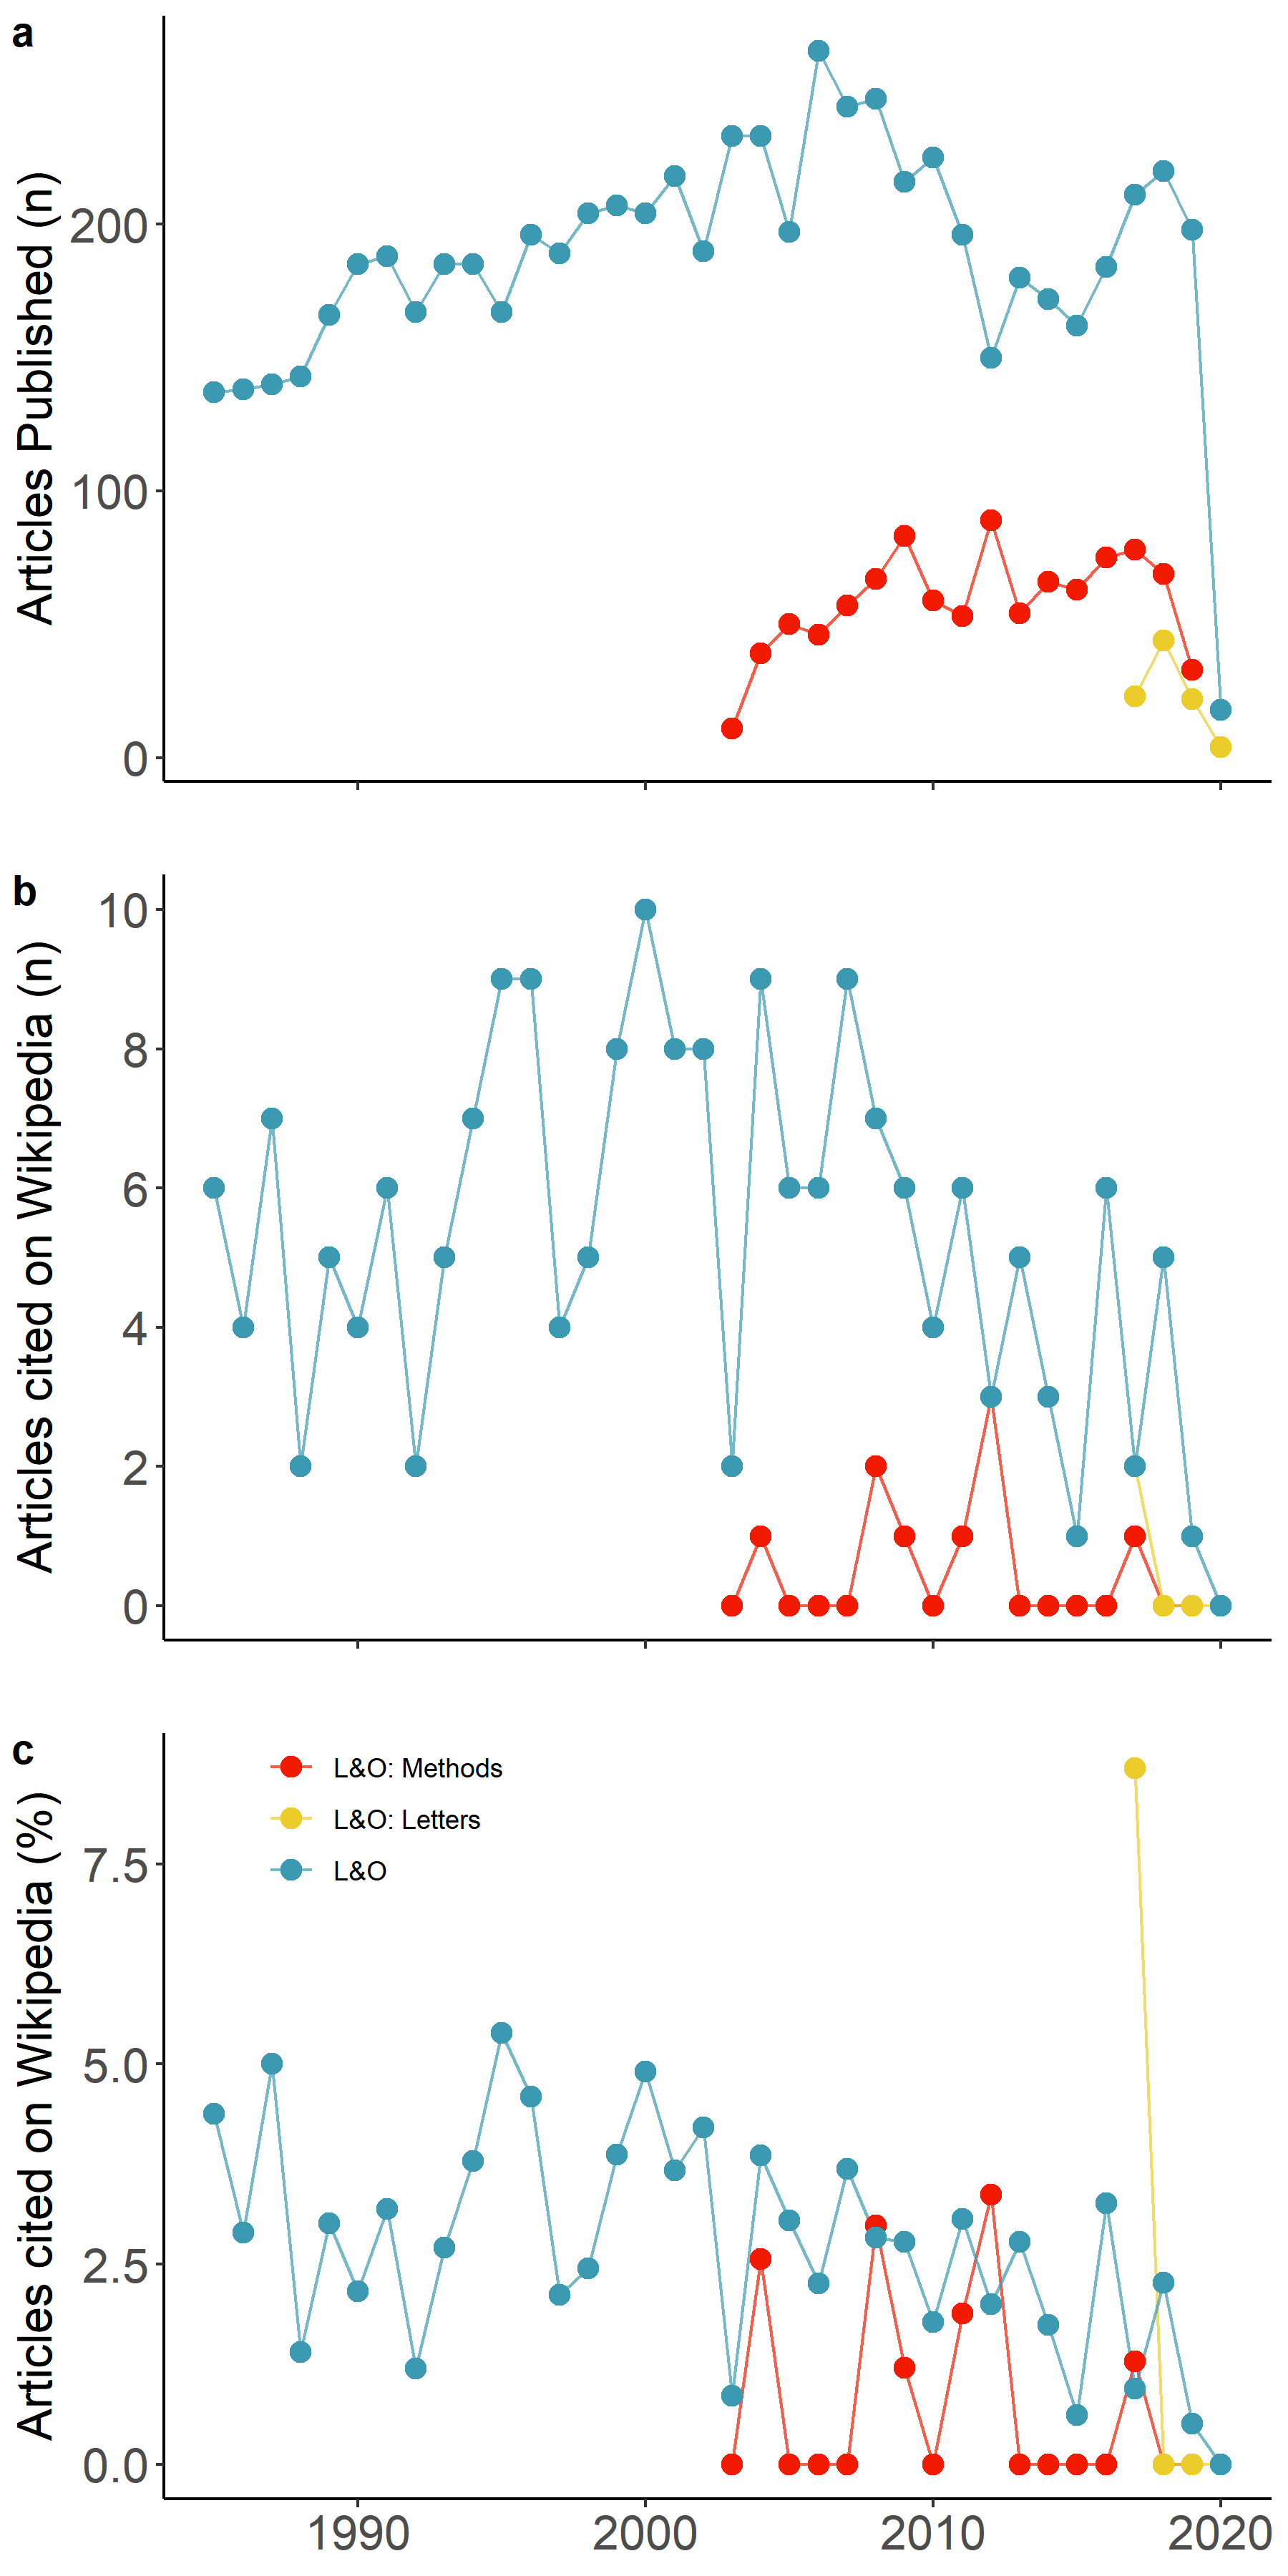 a
Articles Published (n)
200
100
0
b
Articles cited on Wikipedia (n)
10
8
6
4
2
0
c
Articles cited on Wikipedia (%)
L&O: Methods
L&O: Letters
L&O
7.5
5.0
2.5
0.0
1990 2000 2010 2020